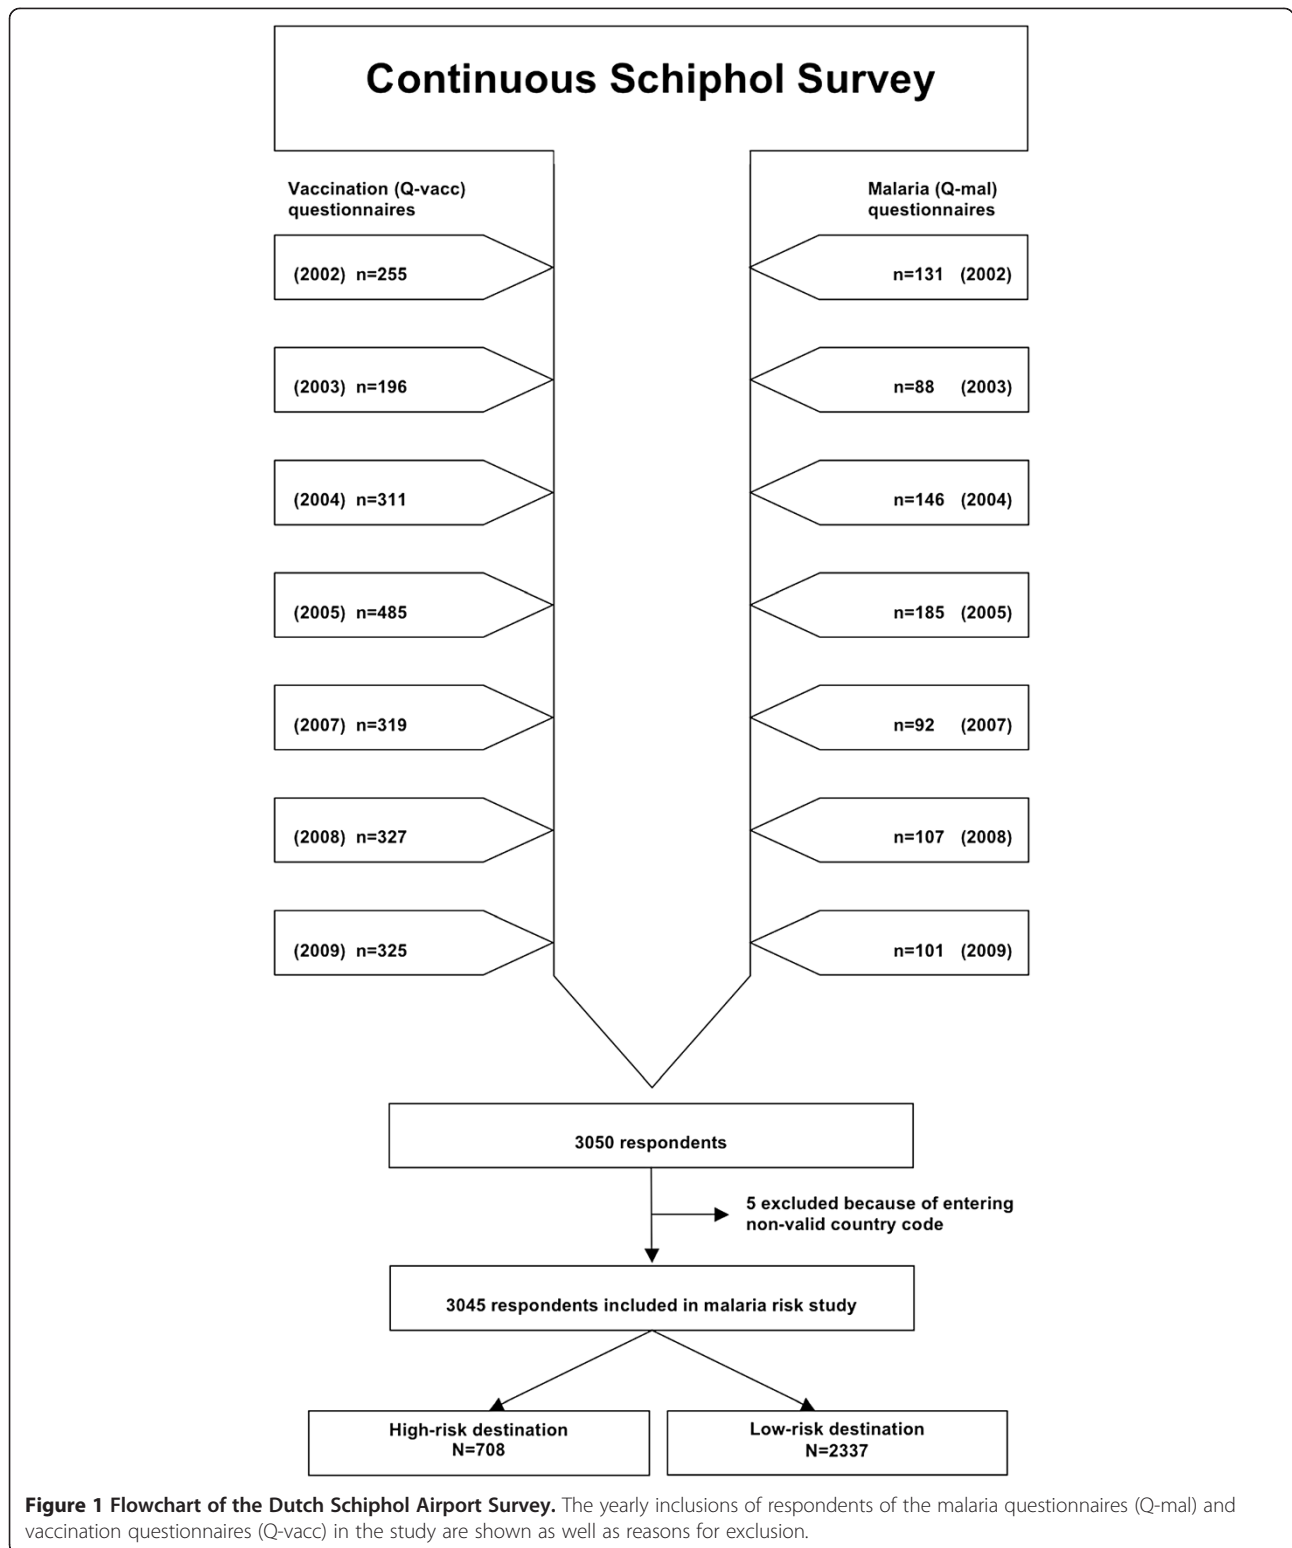 Continuous Schiphol Survey
Vaccination (Q-vacc)
questionnaires
Malaria (Q-mal)
questionnaires
(2002) n=255
n=131 (2002)
(2003) n=196
n=88 (2003)
(2004) n=311
n=146 (2004)
(2005) n=485
n=185 (2005)
(2007) n=319
n=92 (2007)
(2008) n=327
n=107 (2008)
(2009) n=325
n=101 (2009)
3050 respondents
5 excluded because of entering
non-valid country code
3045 respondents included in malaria risk study
High-risk destination
N=708
Low-risk destination
N=2337
Figure 1 Flowchart of the Dutch Schiphol Airport Survey. The yearly inclusions of respondents of the malaria questionnaires (Q-mal) and
vaccination questionnaires (Q-vacc) in the study are shown as well as reasons for exclusion.